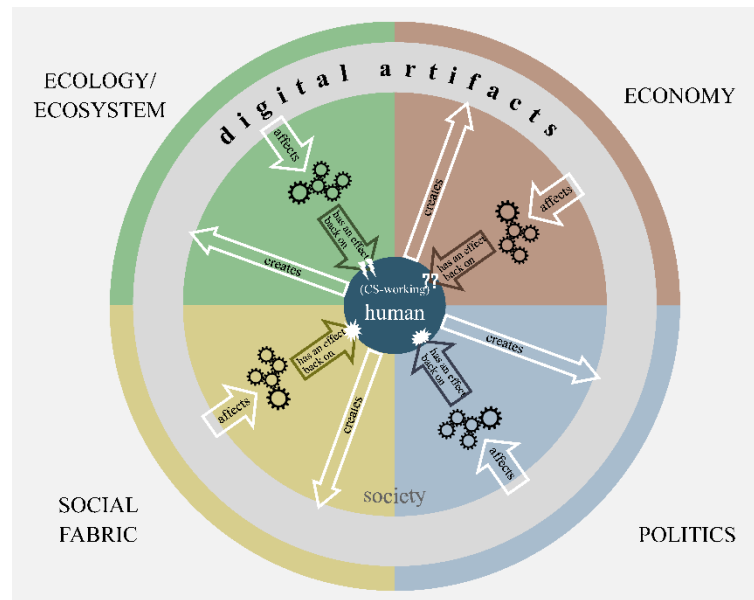 ECOLOGY/
ECOSYSTEM
digital artifacts
ECONOMY
affects
creates
affects
has an effect
back on
has an effect
back on
creates
(CS-working)
??
human
creates
has an effect
back on
has an effect
back on
affects
creates
affects
society
SOCIAL
FABRIC
POLITICS